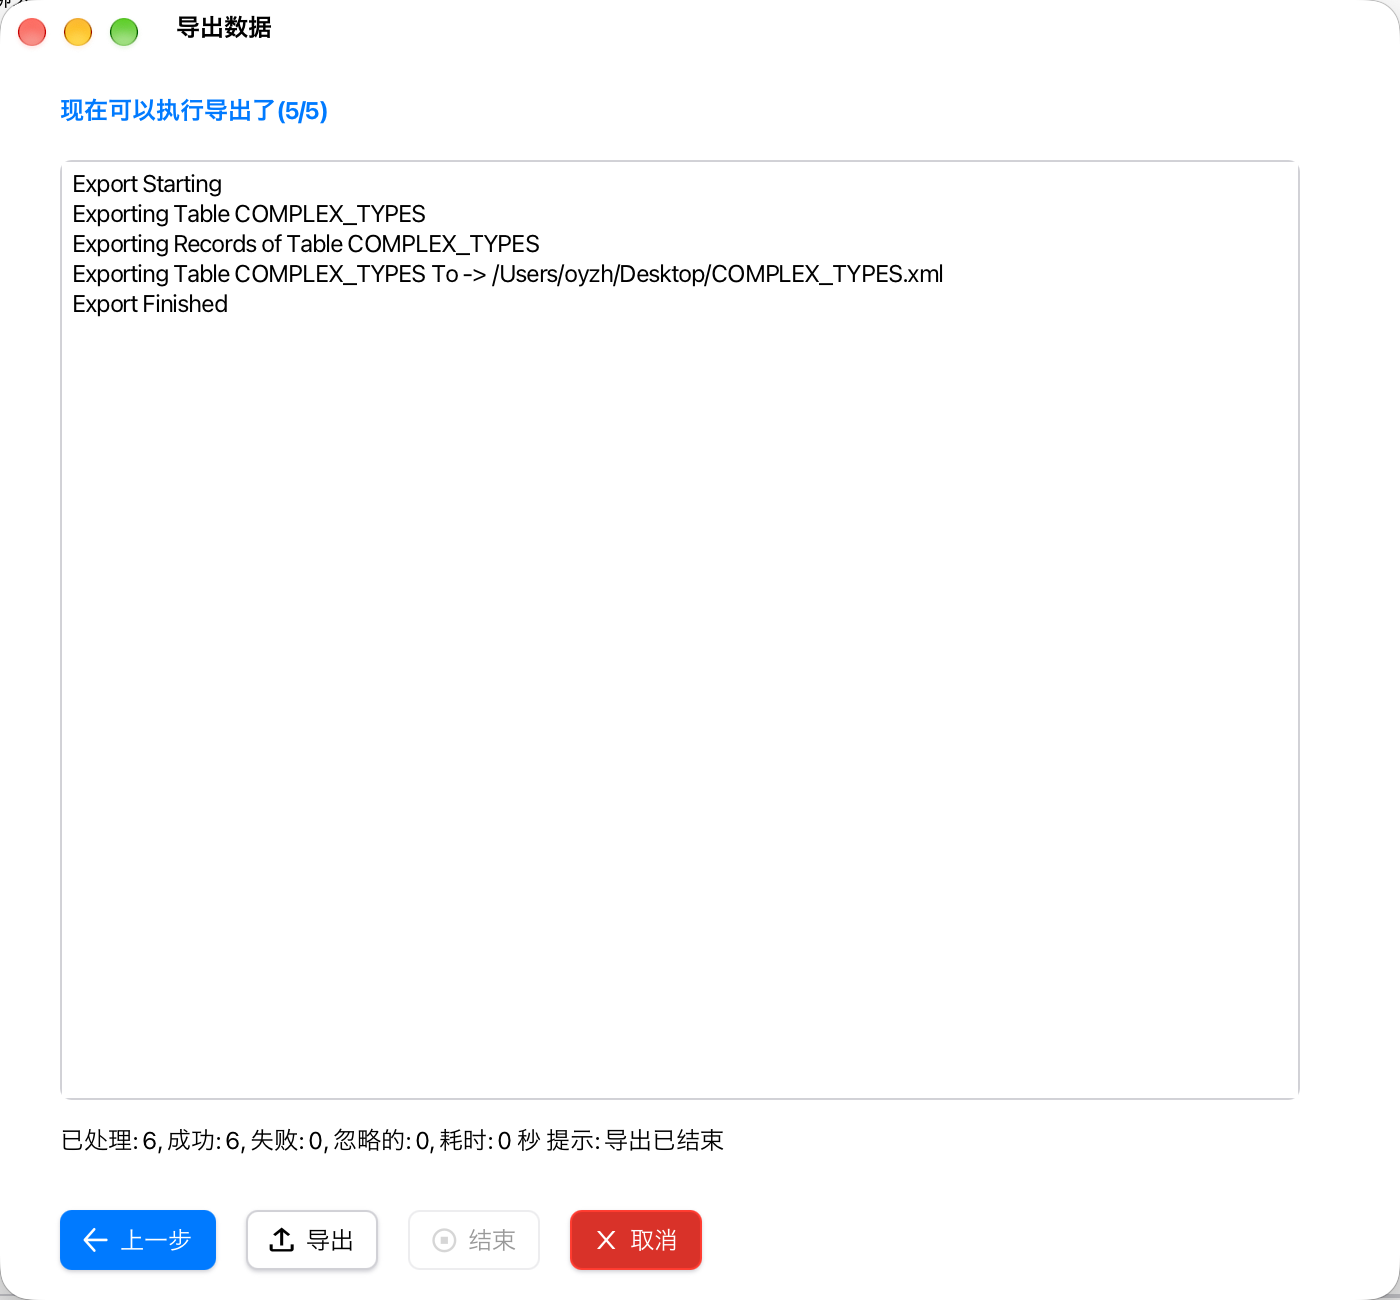 导出数据
现在可以执行导出了(5/5)
Export Starting
Exporting Table COMPLEX_TYPES
Exporting Records of Table COMPLEX_TYPES
Exporting Table COMPLEX_TYPES To -> /Users/oyzh/Desktop/COMPLEX_TYPES.xml
Export Finished
已处理: 6, 成功: 6, 失败: 0, 忽略的: 0, 耗时: 0 秒 提示: 导出已结束
上一步 导出 结束 取消